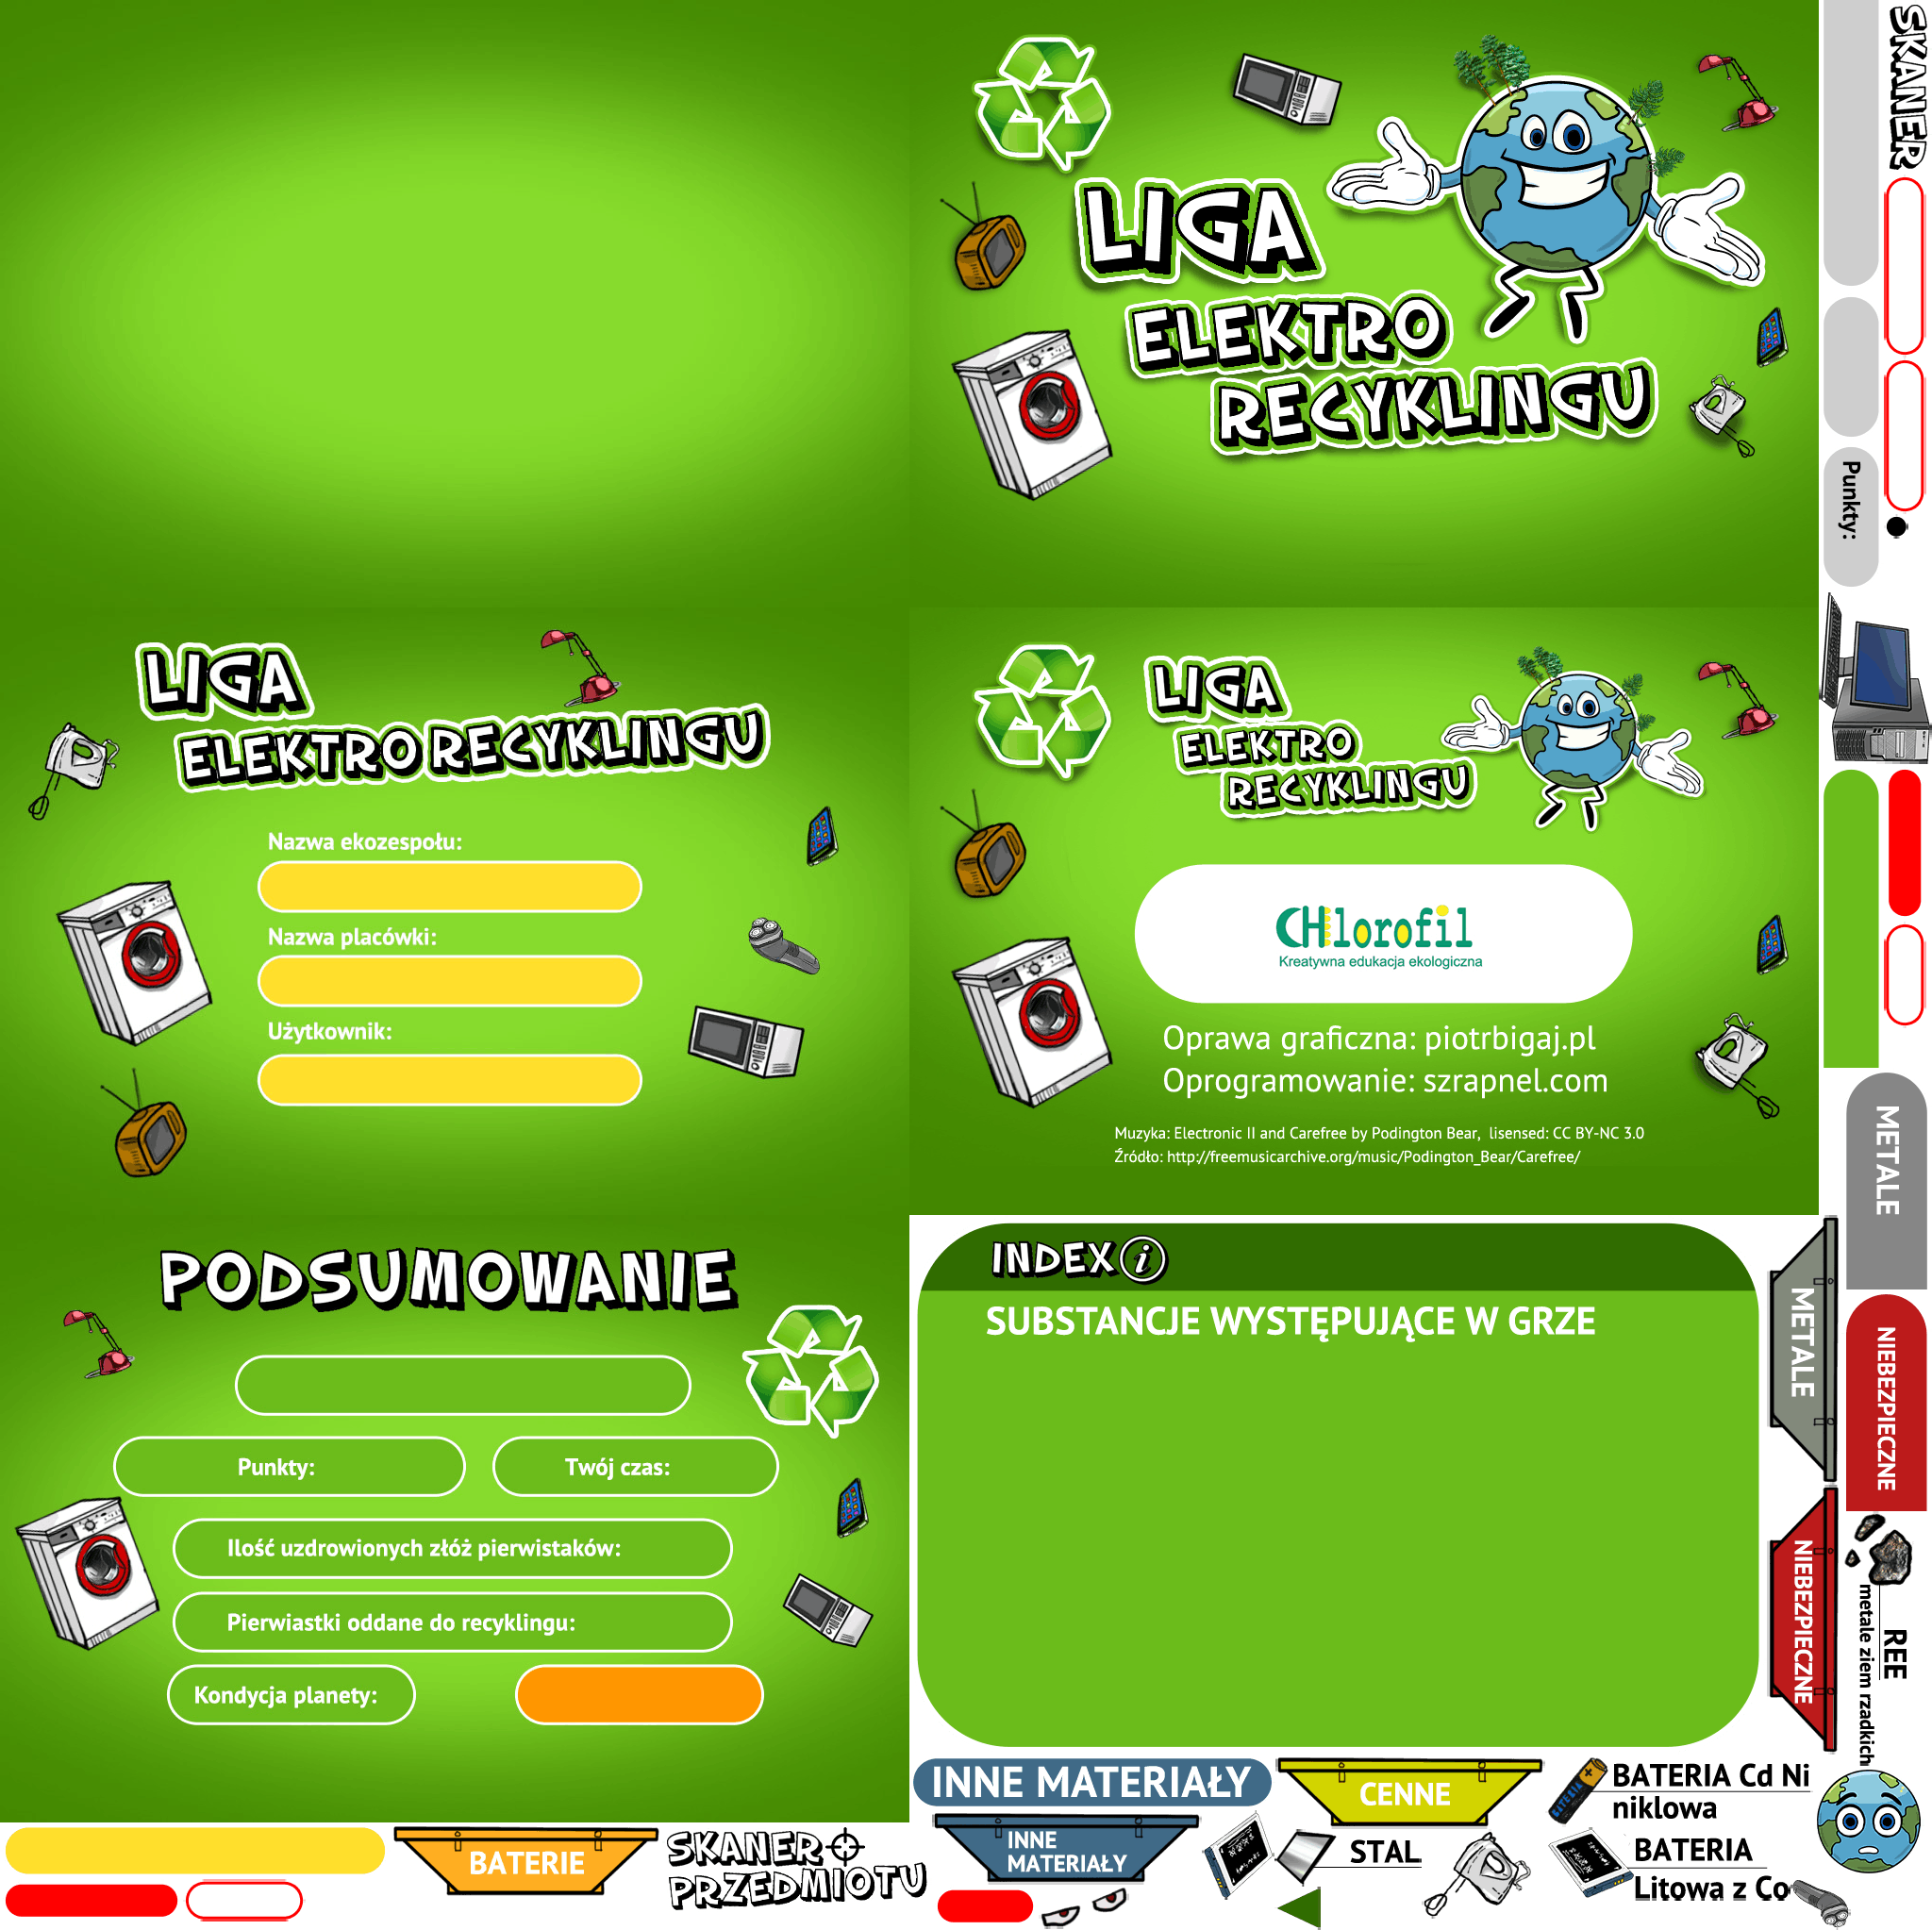 LIGA
ELEKTRO
RECYKLINGU
SKANER
Punkty:
LIGA
ELEKTRO RECYKLINGU
Nazwa ekozespołu:
Nazwa placówki:
Użytkownik:
LIGA
ELEKTRO
RECYKLINGU
CHlorofil
Kreatywna edukacja ekologiczna
Oprawa graficzna: piotrbigaj.pl
Oprogramowanie: szrapnel.com
Muzyka: Electronic II and Carefree by Podington Bear, lisensed: CC BY-NC 3.0
Źródło: http://freemusicarchive.org/music/Podington_Bear/Carefree/
METALE
NIEBEZPIECZNE
METALE
NIEBEZPIECZNE
REE
metale ziem rzadkich
PODSUMOWANIE
Punkty:
Twój czas:
Ilość uzdrowionych złóż pierwistaków:
Pierwiastki oddane do recyklingu:
Kondycja planety:
INDEX i
SUBSTANCJE WYSTĘPUJĄCE W GRZE
INNE MATERIAŁY
CENNE
BATERIA Cd Ni
niklowa
BATERIE
SKANER
PRZEDMIOTU
INNE
MATERIAŁY
STAL
BATERIA
Litowa z Co